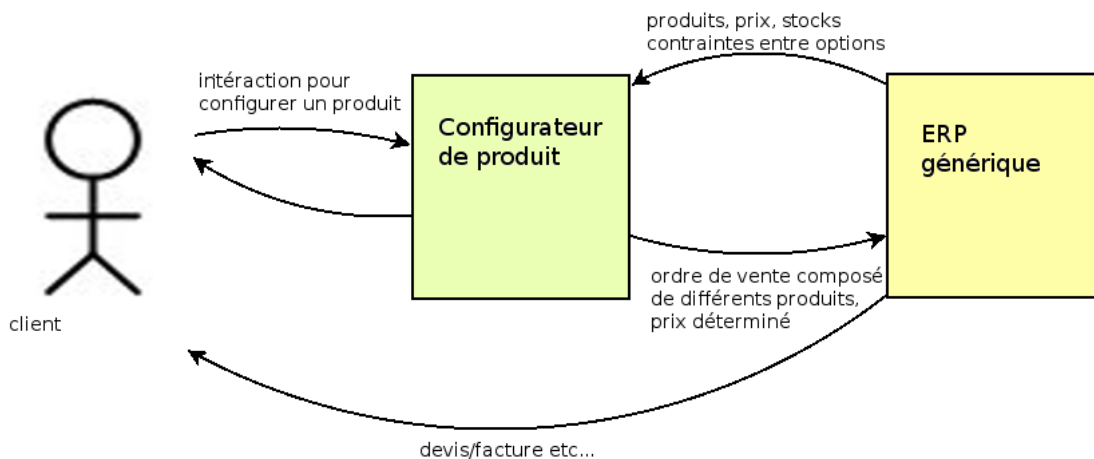 produits, prix, stocks
contraintes entre options
intéraction pour
configurer un produit
Configurateur
de produit
ERP
générique
ordre de vente composé
de différents produits,
prix déterminé
client
devis/facture etc...